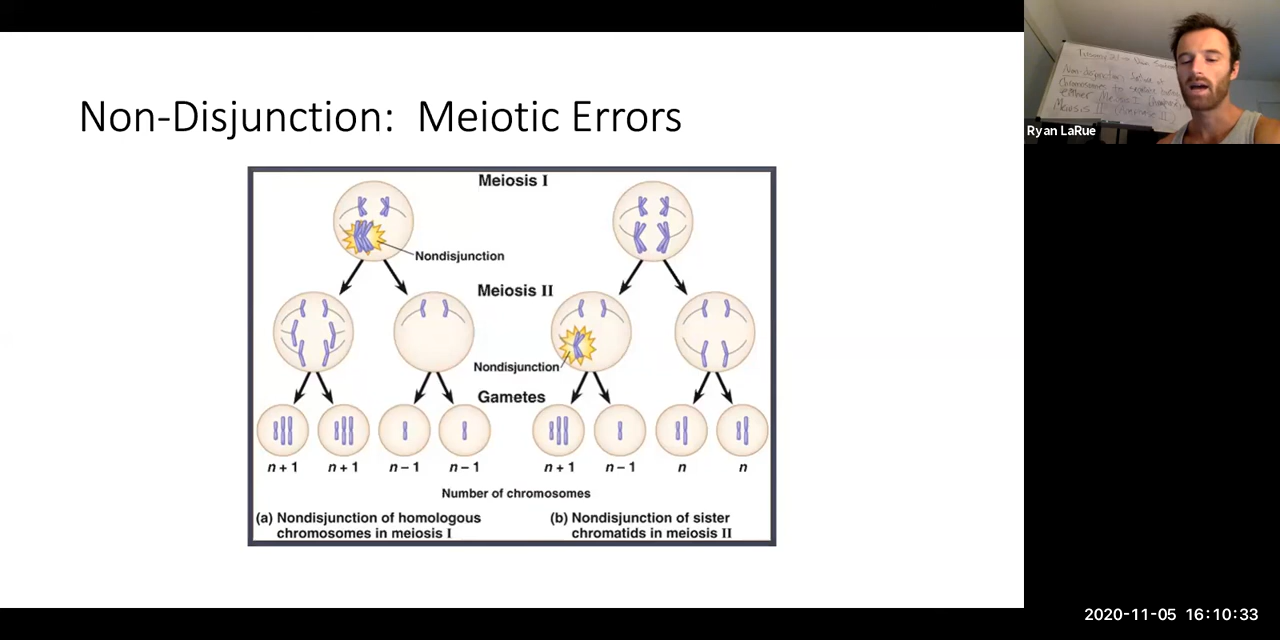 Non-Disjunction: Meiotic Errors
Meiosis I
Nondisjunction
Meiosis II
Nondisjunction
Gametes
n + 1
n + 1
n – 1
n – 1
n + 1
n – 1
n
n
Number of chromosomes
(a) Nondisjunction of homologous
chromosomes in meiosis I
(b) Nondisjunction of sister
chromatids in meiosis II
Ryan LaRue
2020-11-05 16:10:33